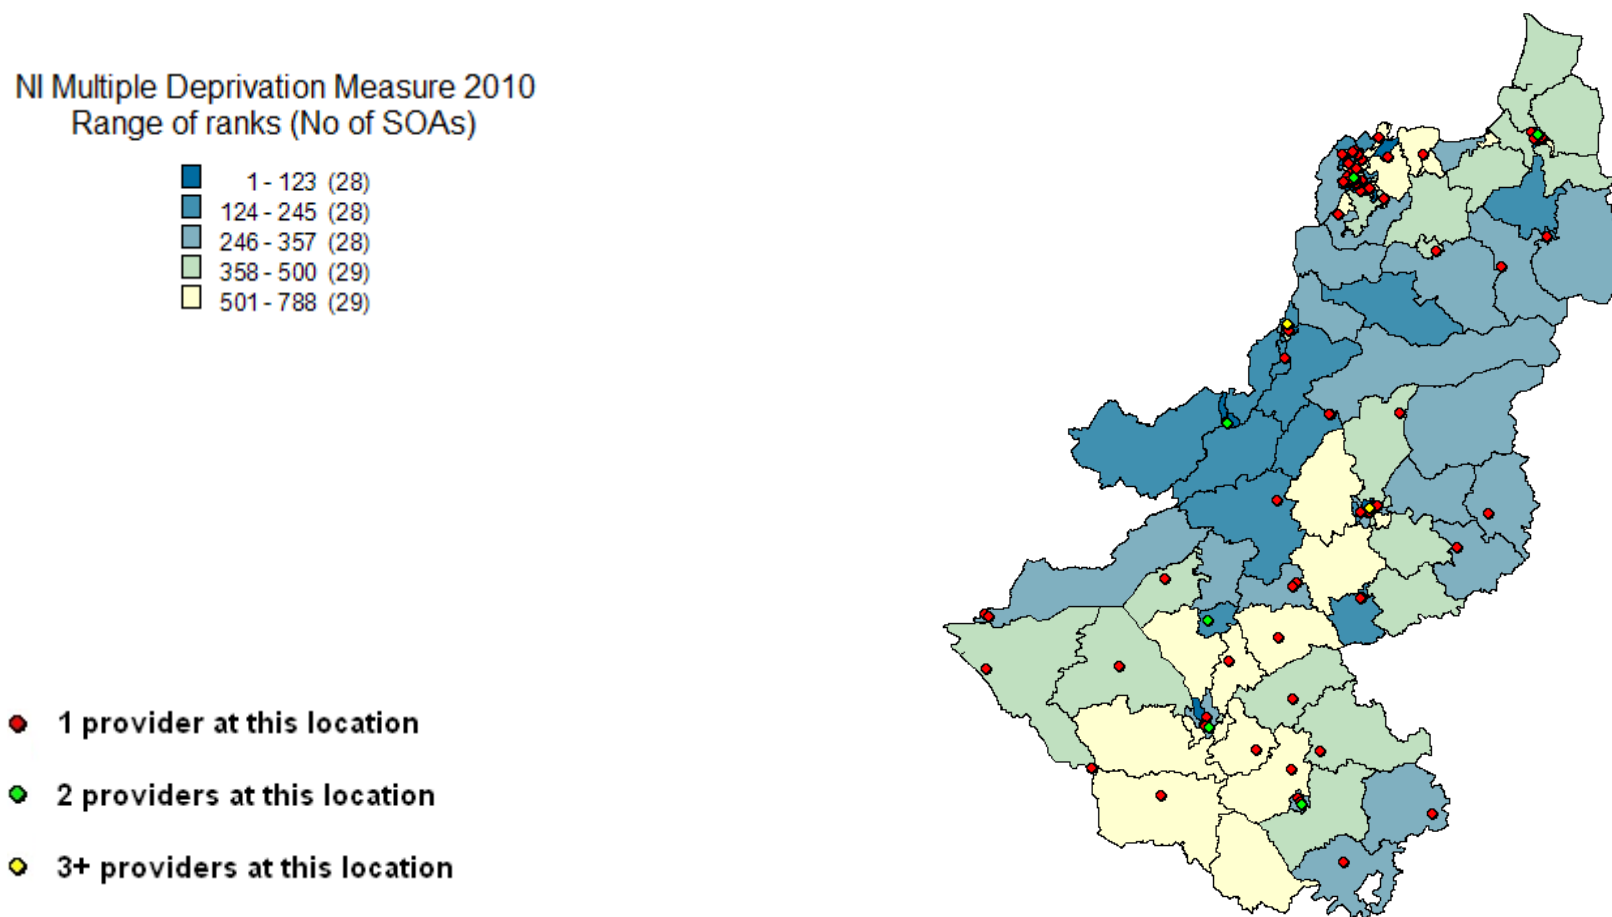 NI Multiple Deprivation Measure 2010
Range of ranks (No of SOAs)
1 - 123 (28)
124 - 245 (28)
246 - 357 (28)
358 - 500 (29)
501 - 788 (29)
1 provider at this location
2 providers at this location
3+ providers at this location